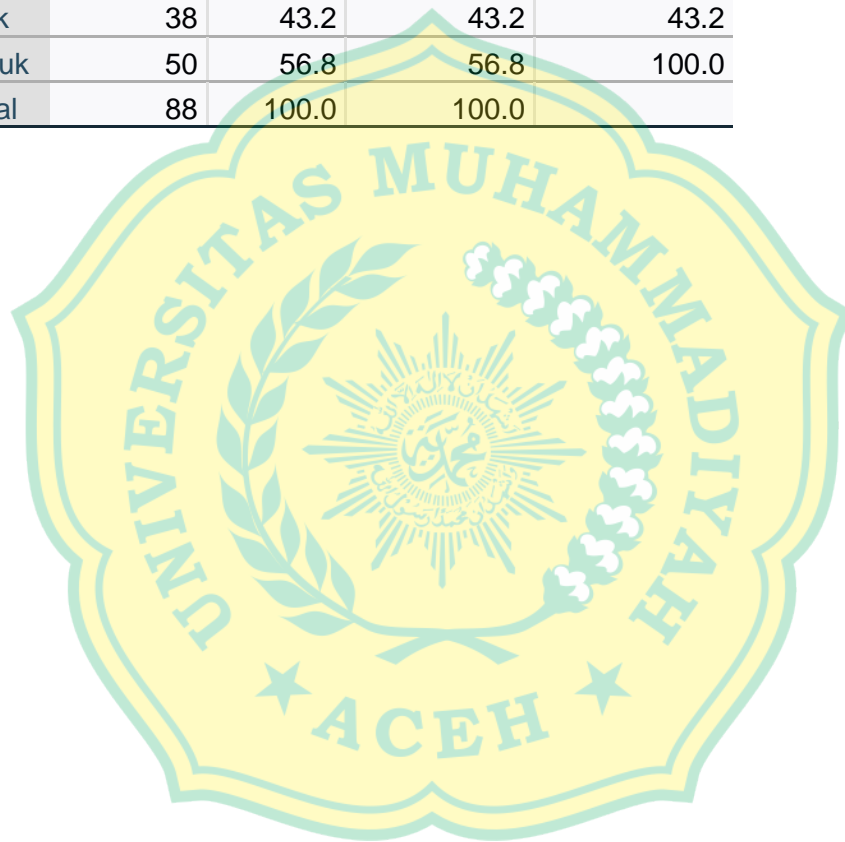 k 38 43.2 43.2 43.2
uk 50 56.8 56.8 100.0
al 88 100.0 100.0
UNIVERSITAS MUHAMMADIYAH
محمد
ACEH